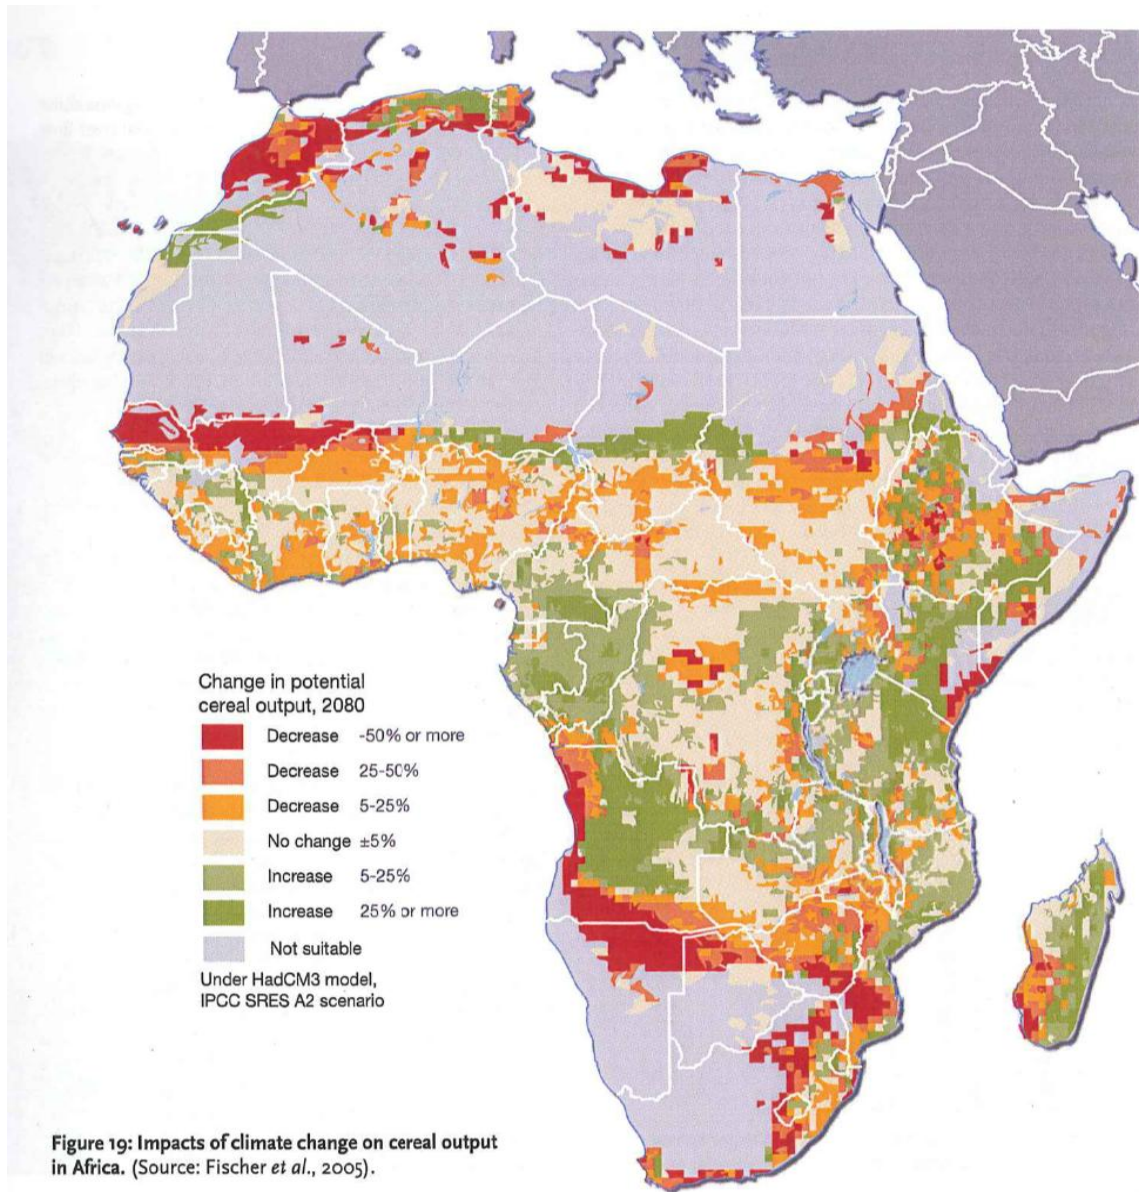 Change in potential
cereal output, 2080
Decrease -50% or more
Decrease 25-50%
Decrease 5-25%
No change ±5%
Increase 5-25%
Increase 25% or more
Not suitable
Under HadCM3 model,
IPCC SRES A2 scenario
Figure 19: Impacts of climate change on cereal output
in Africa. (Source: Fischer et al., 2005).